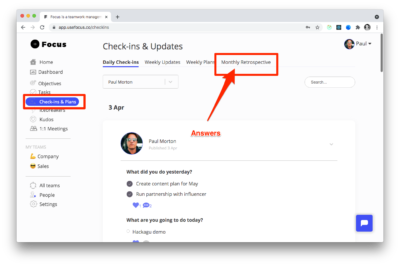 Focus: a teamwork manage
app.usefocus.co/checkins
Focus
Check-ins & Updates
Paul
Daily Check-ins Weekly Updates Weekly Plans Monthly Retrospective
Home
Dashboard
Objectives
Tasks
Check-ins & Plans
Kudos
1:1 Meetings
MY TEAMS
Company
Sales
All teams
People
Settings
Paul Morton
Search...
3 Apr
Answers
Paul Morton
What did you do yesterday?
Create content plan for May
Run partnership with influencer
What are you going to do today?
Hackagu demo